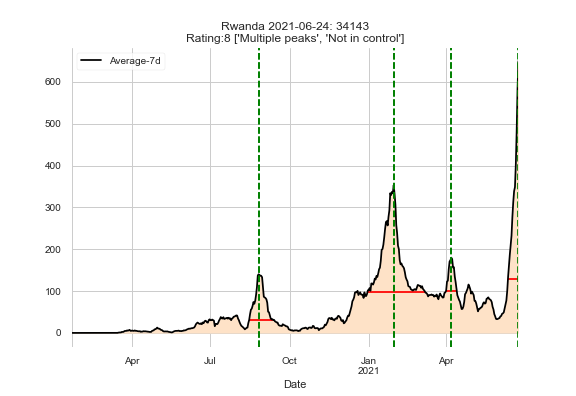 Rwanda 2021-06-24: 34143
Rating:8 ['Multiple peaks', 'Not in control']
Average-7d
600
500
400
300
200
100
0
Apr
Jul
Oct
Jan
2021
Apr
Date